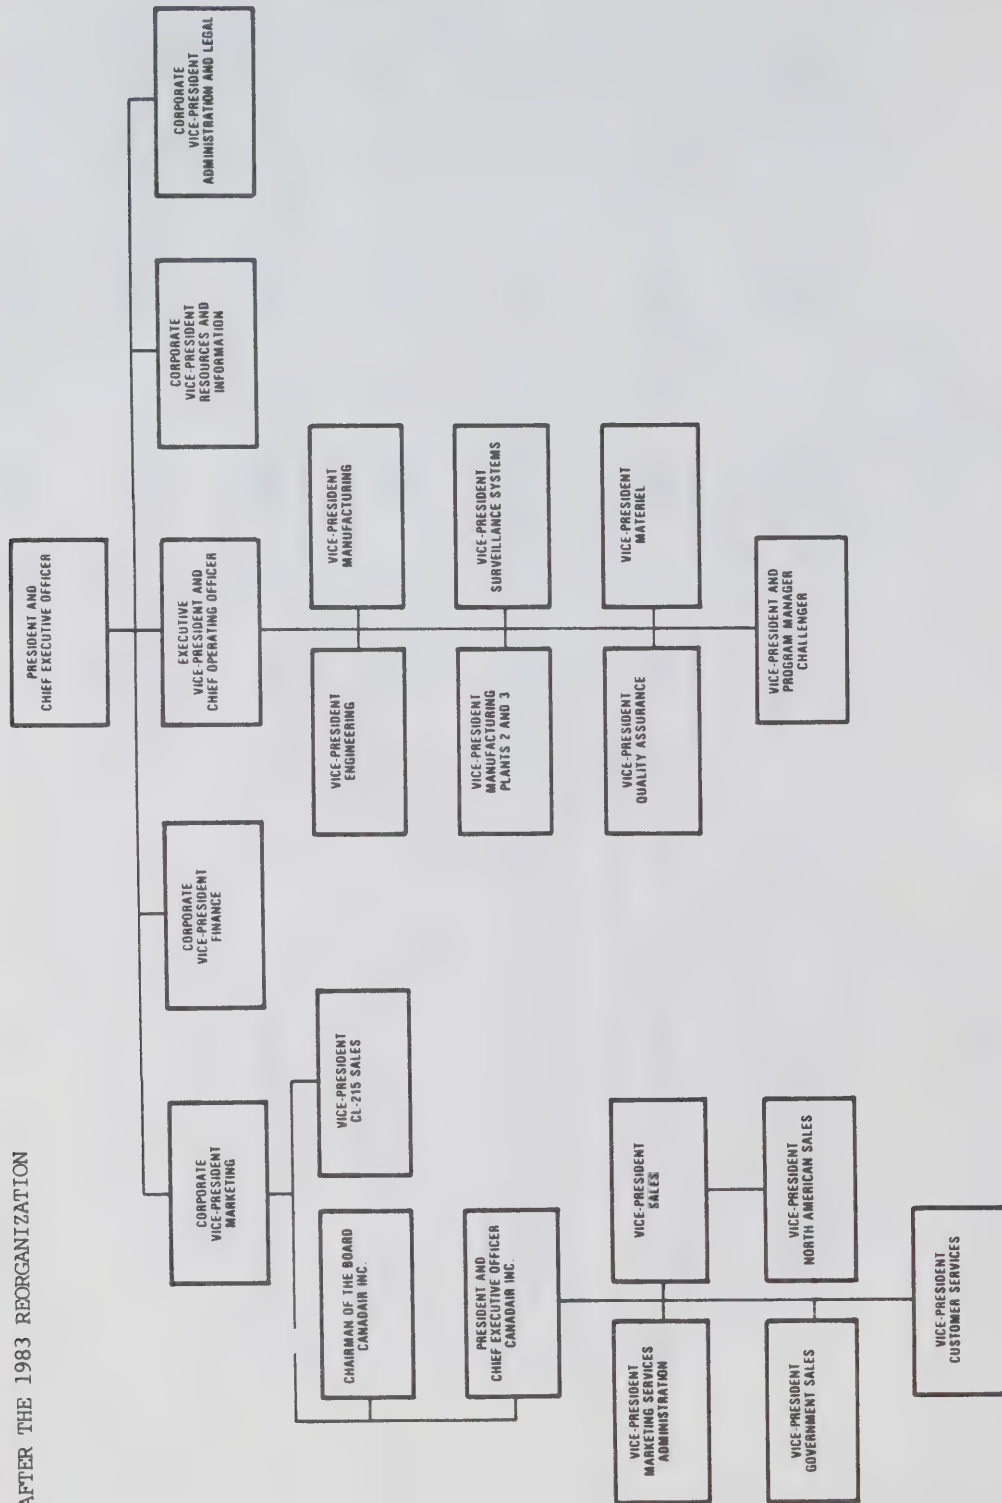 AFTER THE 1983 REORGANIZATION
PRESIDENT AND
CHIEF EXECUTIVE OFFICER
CORPORATE
VICE-PRESIDENT
MARKETING
CORPORATE
VICE-PRESIDENT
FINANCE
EXECUTIVE
VICE-PRESIDENT AND
CHIEF OPERATING OFFICER
CORPORATE
VICE-PRESIDENT
RESOURCES AND
INFORMATION
CORPORATE
VICE-PRESIDENT
ADMINISTRATION AND LEGAL
CHAIRMAN OF THE BOARD
CANADAIR INC.
VICE-PRESIDENT
CL-215 SALES
VICE-PRESIDENT
ENGINEERING
VICE-PRESIDENT
MANUFACTURING
PRESIDENT AND
CHIEF EXECUTIVE OFFICER
CANADAIR INC.
VICE-PRESIDENT
MANUFACTURING
PLANTS 2 AND 3
VICE-PRESIDENT
SURVEILLANCE SYSTEMS
VICE-PRESIDENT
MARKETING SERVICES
ADMINISTRATION
VICE-PRESIDENT
SALES
VICE-PRESIDENT
QUALITY ASSURANCE
VICE-PRESIDENT
MATERIEL
VICE-PRESIDENT
GOVERNMENT SALES
VICE-PRESIDENT
NORTH AMERICAN SALES
VICE-PRESIDENT AND
PROGRAM MANAGER
CHALLENGER
VICE-PRESIDENT
CUSTOMER SERVICES